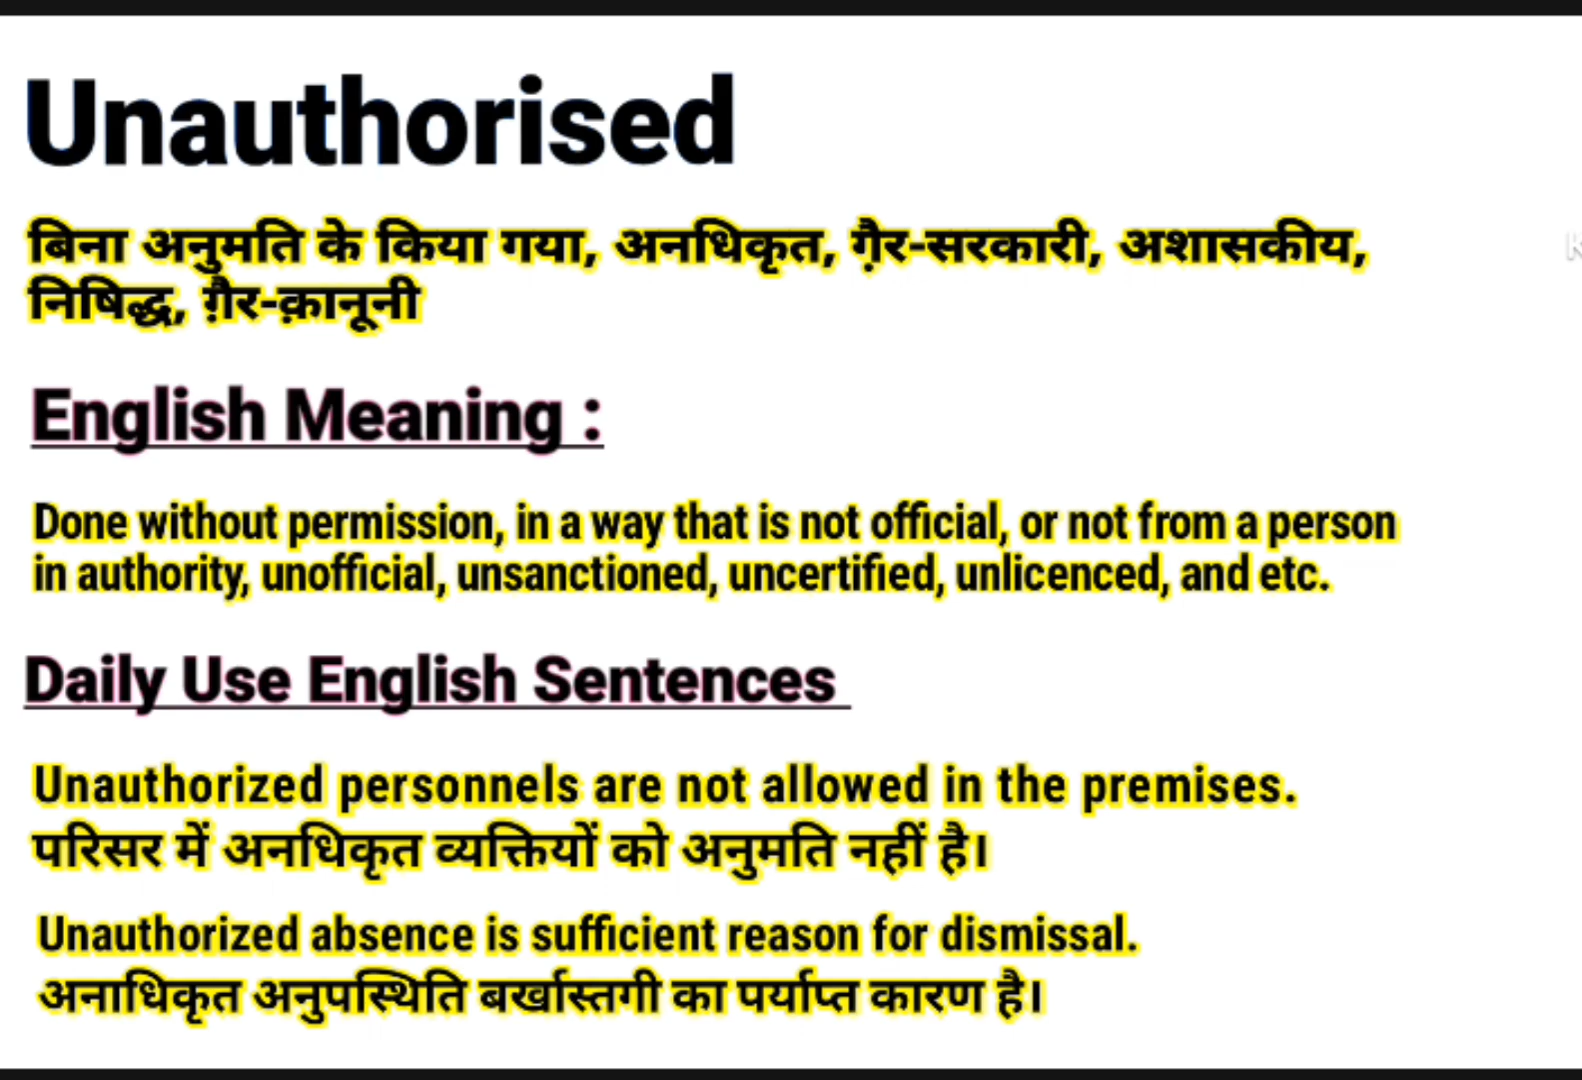 Unauthorised
बिना अनुमति के किया गया, अनधिकृत, ग़ैर-सरकारी, अशासकीय,
निषिद्ध, ग़ैर-क़ानूनी
English Meaning :
Done without permission, in a way that is not official, or not from a person
in authority, unofficial, unsanctioned, uncertified, unlicenced, and etc.
Daily Use English Sentences
Unauthorized personnels are not allowed in the premises.
परिसर में अनधिकृत व्यक्तियों को अनुमति नहीं है।
Unauthorized absence is sufficient reason for dismissal.
अनाधिकृत अनुपस्थिति बर्खास्तगी का पर्याप्त कारण है।